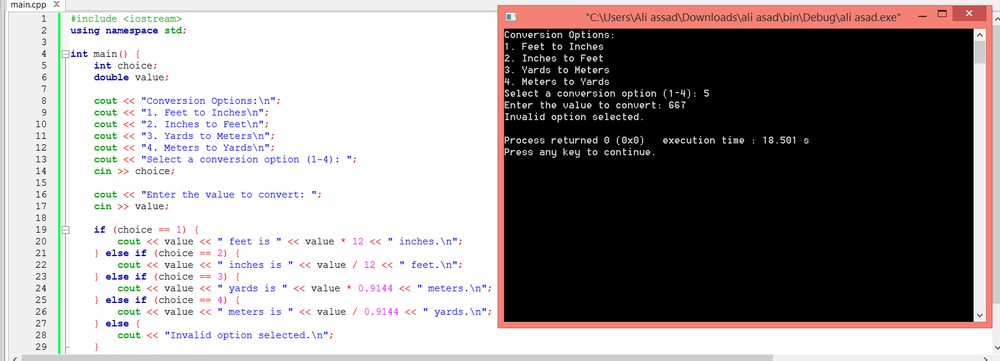 main.cpp
1 #include <iostream>
2 using namespace std;
3
4 int main() {
5 int choice;
6 double value;
7
8 cout << "Conversion Options:\n";
9 cout << "1. Feet to Inches\n";
10 cout << "2. Inches to Feet\n";
11 cout << "3. Yards to Meters\n";
12 cout << "4. Meters to Yards\n";
13 cout << "Select a conversion option (1-4): ";
14 cin >> choice;
15
16 cout << "Enter the value to convert: ";
17 cin >> value;
18
19 if (choice == 1) {
20 cout << value << " feet is " << value * 12 << " inches.\n";
21 } else if (choice == 2) {
22 cout << value << " inches is " << value / 12 << " feet.\n";
23 } else if (choice == 3) {
24 cout << value << " yards is " << value * 0.9144 << " meters.\n";
25 } else if (choice == 4) {
26 cout << value << " meters is " << value / 0.9144 << " yards.\n";
27 } else {
28 cout << "Invalid option selected.\n";
29 }
"C:\Users\Ali assad\Downloads\ali asad\bin\Debug\ali asad.exe"
Conversion Options:
1. Feet to Inches
2. Inches to Feet
3. Yards to Meters
4. Meters to Yards
Select a conversion option (1-4): 5
Enter the value to convert: 667
Invalid option selected.
Process returned 0 (0x0)   execution time : 18.501 s
Press any key to continue.